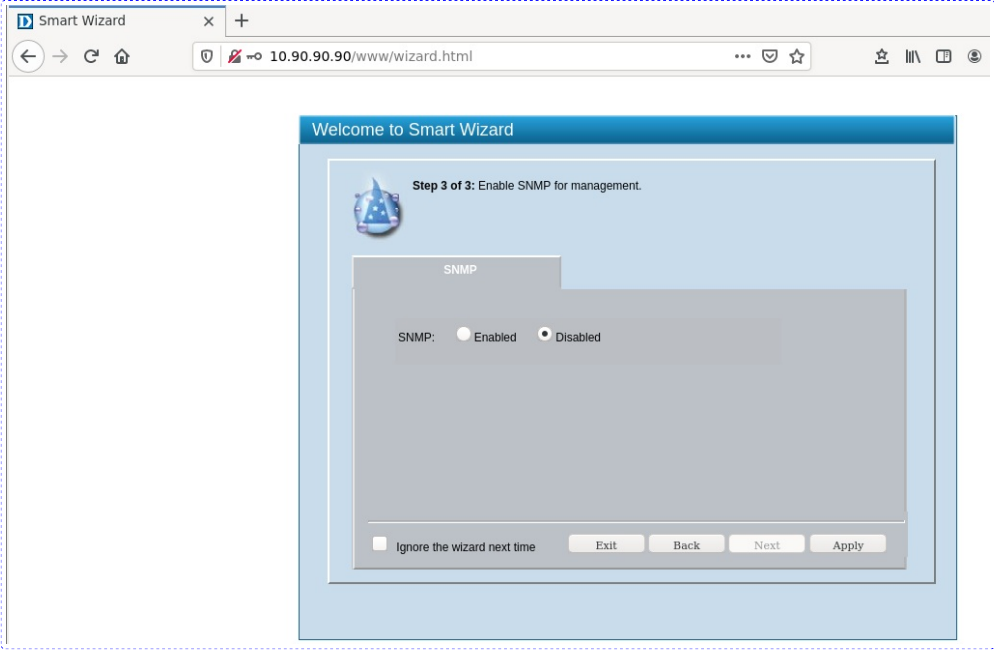 Smart Wizard
10.90.90.90/www/wizard.html
Welcome to Smart Wizard
Step 3 of 3: Enable SNMP for management.
SNMP
SNMP: Enabled Disabled
Ignore the wizard next time Exit Back Next Apply